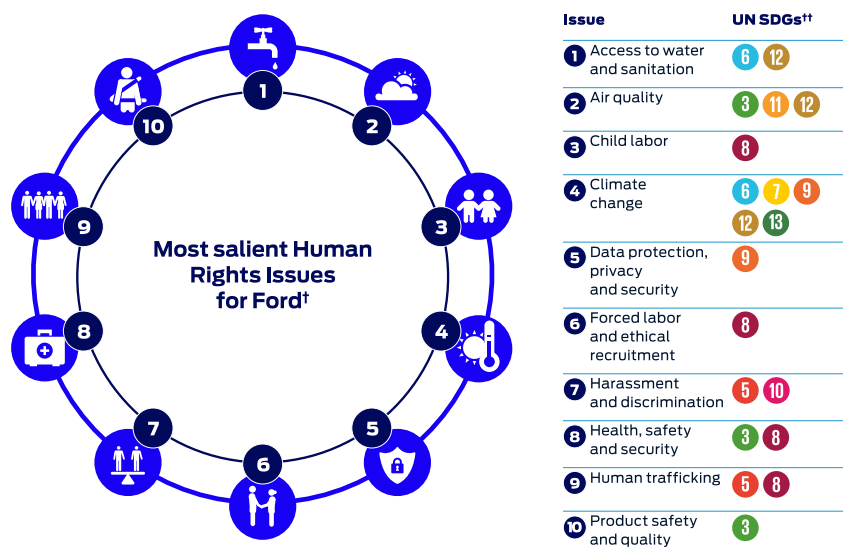 1
2
3
4
5
6
7
8
9
10
Most salient Human
Rights Issues
for Ford†
Issue UN SDGs††
1 Access to water
and sanitation
6 12
2 Air quality
3 11 12
3 Child labor
8
4 Climate
change
6 7 9
12 13
5 Data protection,
privacy
and security
9
6 Forced labor
and ethical
recruitment
8
7 Harassment
and discrimination
5 10
8 Health, safety
and security
3 8
9 Human trafficking
5 8
10 Product safety
and quality
3